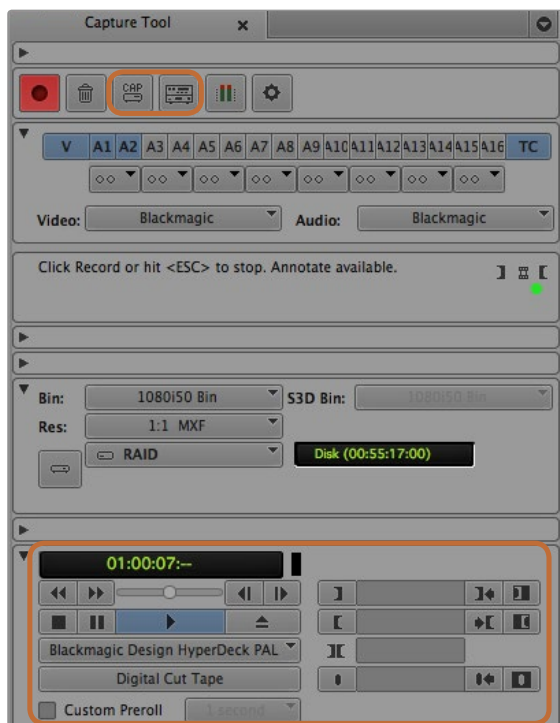 Capture Tool
CAP
V A1 A2 A3 A4 A5 A6 A7 A8 A9 A10 A11 A12 A13 A14 A15 A16 TC
Video: Blackmagic Audio: Blackmagic
Click Record or hit <ESC> to stop. Annotate available.
Bin: 1080i50 Bin S3D Bin: 1080i50 Bin
Res: 1:1 MXF
RAID Disk (00:55:17:00)
01:00:07:--
Blackmagic Design HyperDeck PAL
Digital Cut Tape
Custom Preroll 1 second